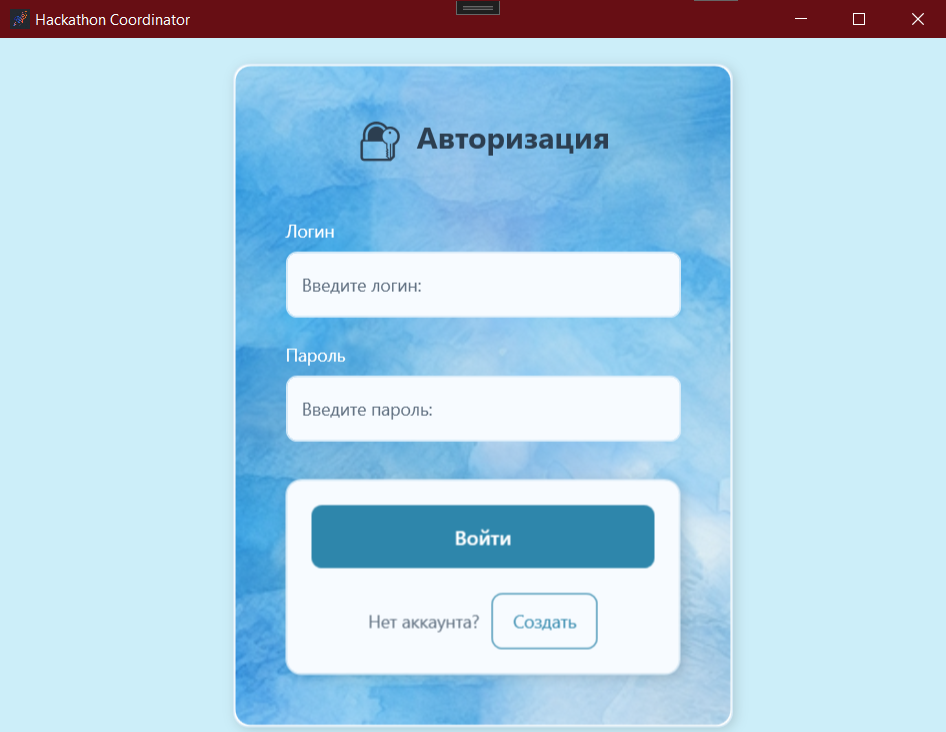 Hackathon Coordinator
Авторизация
Логин
Введите логин:
Пароль
Введите пароль:
Войти
Нет аккаунта? Создать